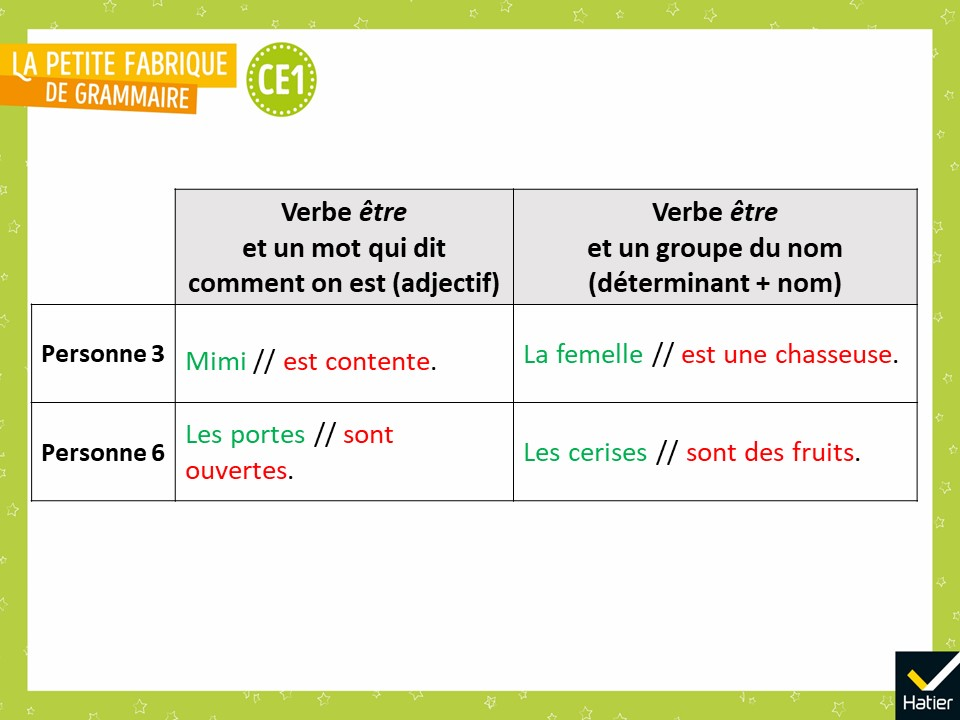 LA PETITE FABRIQUE
DE GRAMMAIRE
CE1
Verbe être
et un mot qui dit
comment on est (adjectif)
Verbe être
et un groupe du nom
(déterminant + nom)
Personne 3
Mimi // est contente.
La femelle // est une chasseuse.
Personne 6
Les portes // sont
ouvertes.
Les cerises // sont des fruits.
Hatier